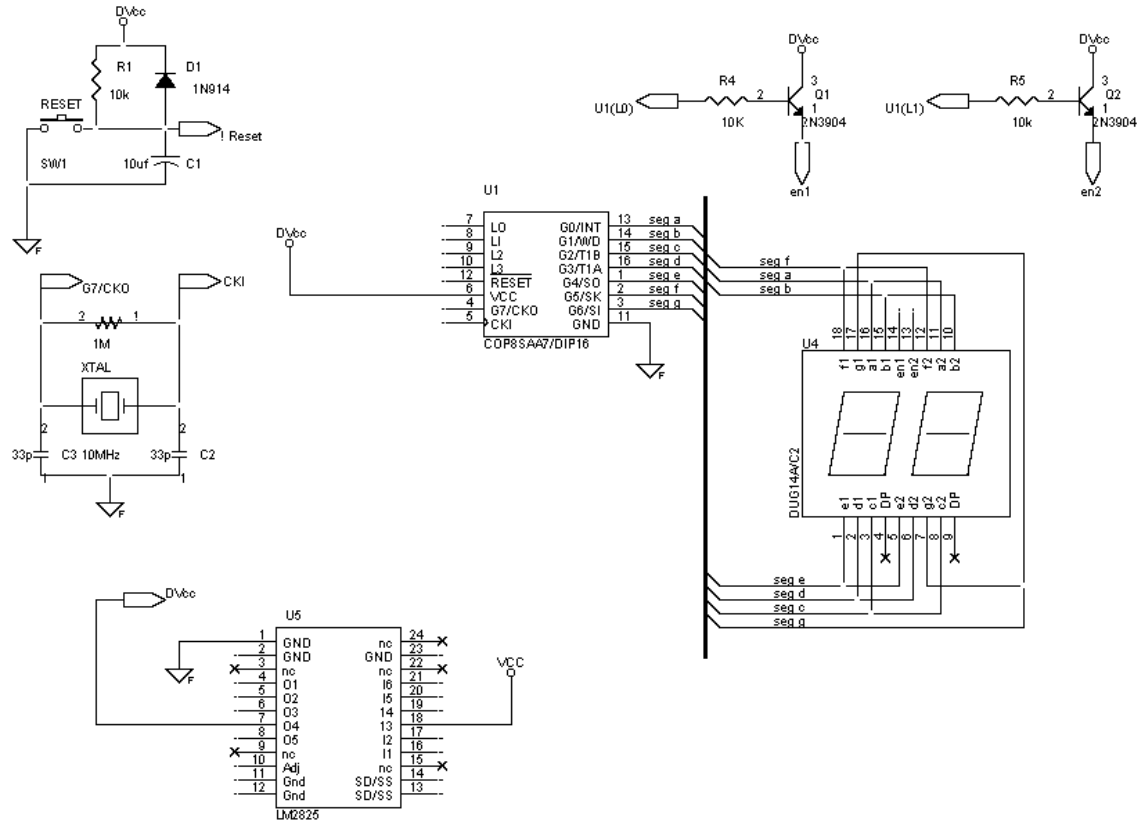 DVcc
R1
10k
D1
1N914
RESET
SW1
! Reset
10uf
C1
F
DVcc
R4
U1(L0)
10K
2
3
Q1
1
2N3904
en1
DVcc
R5
U1(L1)
10k
2
3
Q2
1
2N3904
en2
G7/CKO
CKI
2
1
1M
XTAL
2
2
33p
C3
10MHz
33p
C2
1
1
F
U1
DVcc
7 L0 G0/INT 13 seg a
8 L1 G1/WD 14 seg b
9 L2 G2/T1B 15 seg c
10 L3 G3/T1A 16 seg d
12 RESET G4/SO 1 seg e
6 VCC G5/SK 2 seg f
4 G7/CKO G6/SI 3 seg g
5 CKI GND 11
COP8SAA7/DIP16
F
seg f
seg a
seg b
18 17 16 15 14 13 12 11 10
U4
f1 g1 a1 b1 en1 en2 f2 a2 b2
DUG14A/C2
e1 d1 c1 DP e2 d2 g2 c2 DP
1 2 3 4 5 6 7 8 9
seg e
seg d
seg c
seg g
DVcc
U5
1 GND nc 24
2 GND GND 23
3 nc nc 22
4 O1 I6 21
5 O2 I5 20
6 O3 14 19
7 O4 13 18
8 O5 I2 17
9 nc I1 16
10 Adj nc 15
11 Gnd SD/SS 14
12 Gnd SD/SS 13
LM2825
F
VCC